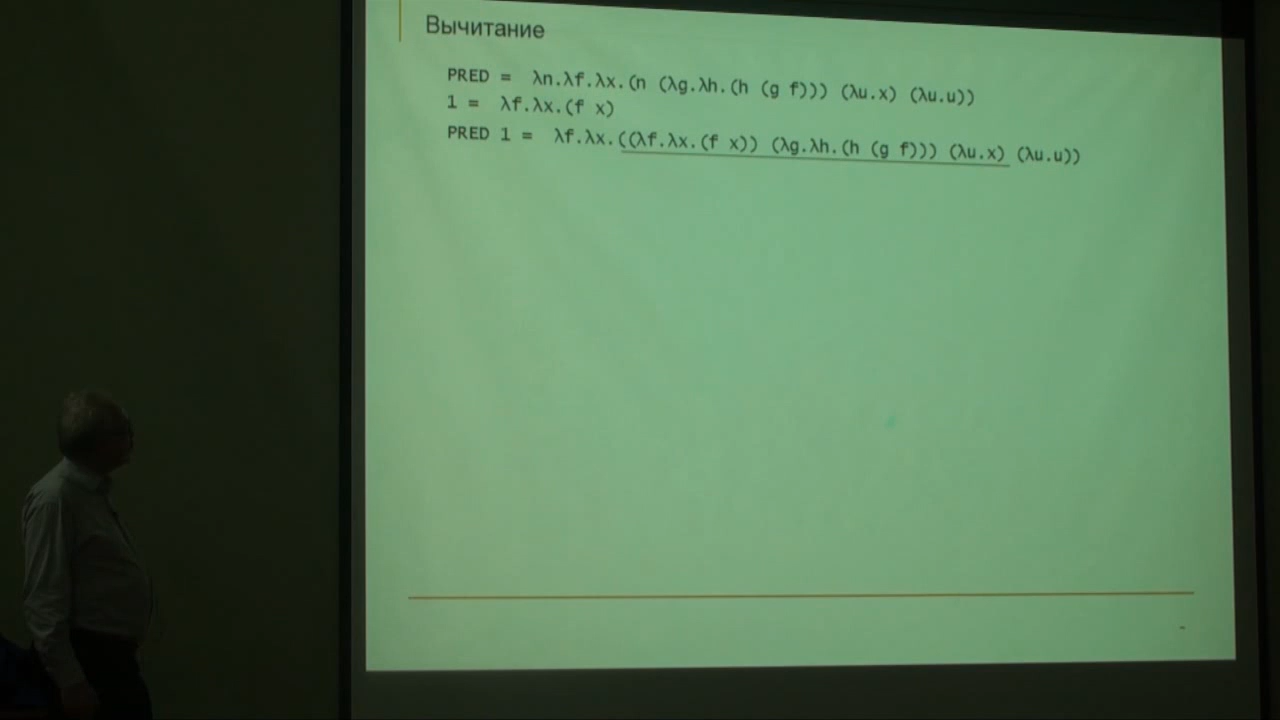 Вычитание
PRED = λn.λf.λx.(n (λg.λh.(h (g f))) (λu.x) (λu.u))
1 = λf.λx.(f x)
PRED 1 = λf.λx.((λf.λx.(f x)) (λg.λh.(h (g f))) (λu.x) (λu.u))